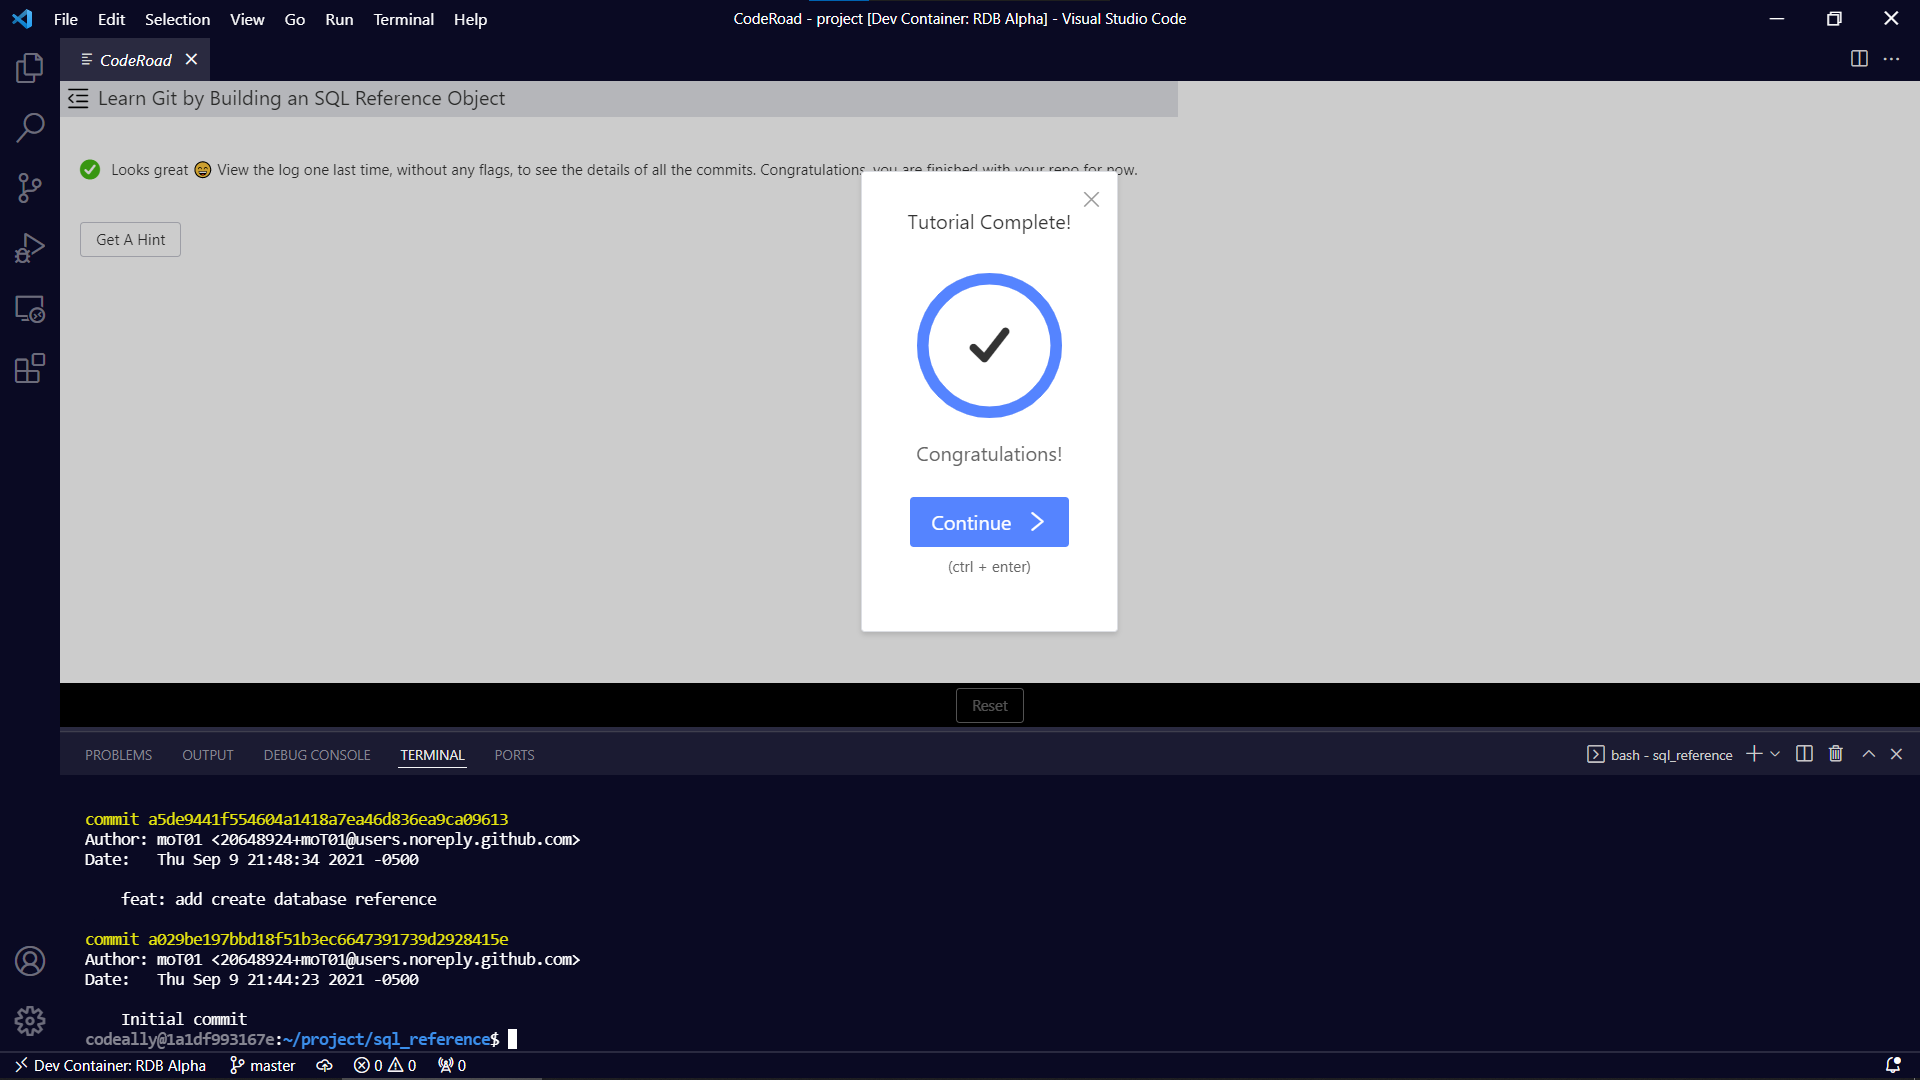 File Edit Selection View Go Run Terminal Help
CodeRoad - project [Dev Container: RDB Alpha] - Visual Studio Code
CodeRoad
Learn Git by Building an SQL Reference Object
Looks great 😄 View the log one last time, without any flags, to see the details of all the commits. Congratulations, you are finished with your repo for now.
Get A Hint
Tutorial Complete!
Congratulations!
Continue
(ctrl + enter)
Reset
PROBLEMS OUTPUT DEBUG CONSOLE TERMINAL PORTS
bash - sql_reference
commit a5de9441f554604a1418a7ea46d836ea9ca09613
Author: moT01 <20648924+moT01@users.noreply.github.com>
Date:   Thu Sep 9 21:48:34 2021 -0500
feat: add create database reference
commit a029be197bbd18f51b3ec6647391739d2928415e
Author: moT01 <20648924+moT01@users.noreply.github.com>
Date:   Thu Sep 9 21:44:23 2021 -0500
Initial commit
codeally@1a1df993167e:~/project/sql_reference$
Dev Container: RDB Alpha master 0 0 0